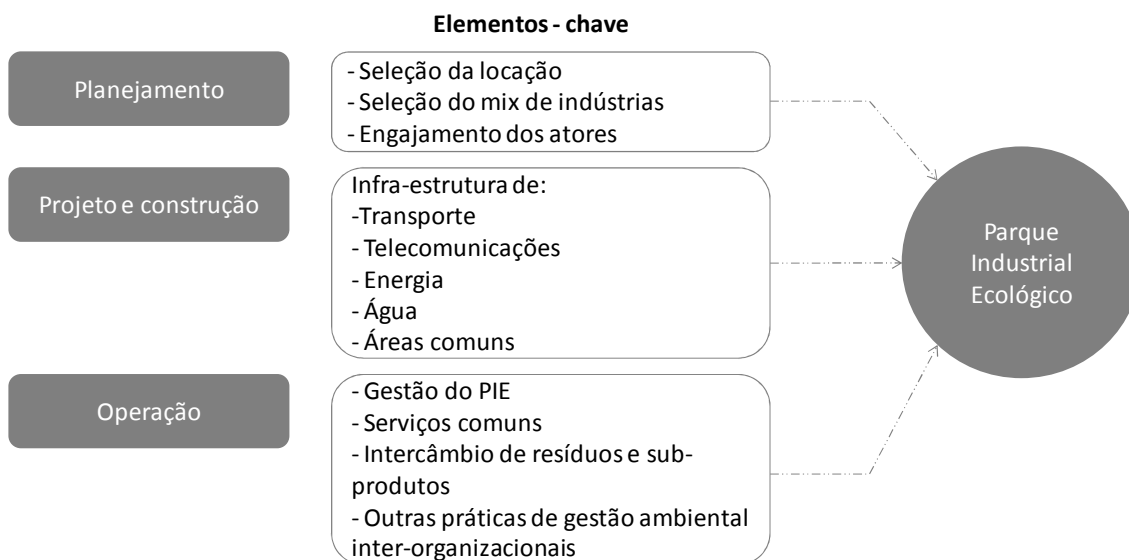 Elementos - chave
Planejamento
- Seleção da locação
- Seleção do mix de indústrias
- Engajamento dos atores
Projeto e construção
Infra-estrutura de:
-Transporte
- Telecomunicações
- Energia
- Água
- Áreas comuns
Operação
- Gestão do PIE
- Serviços comuns
- Intercâmbio de resíduos e sub-
produtos
- Outras práticas de gestão ambiental
inter-organizacionais
Parque
Industrial
Ecológico